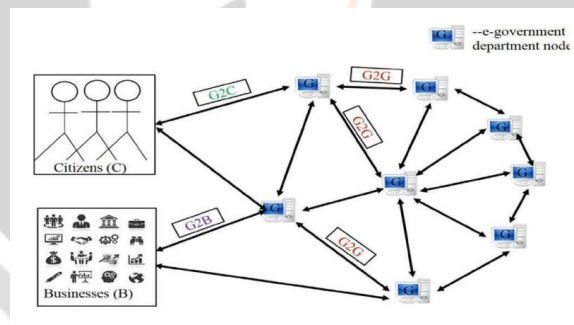 --e-government
department node
G
G2C
G
G2G
G
G2G
G
Citizens (C)
G
G
G
G2B
G
G
G2G
Businesses (B)
G